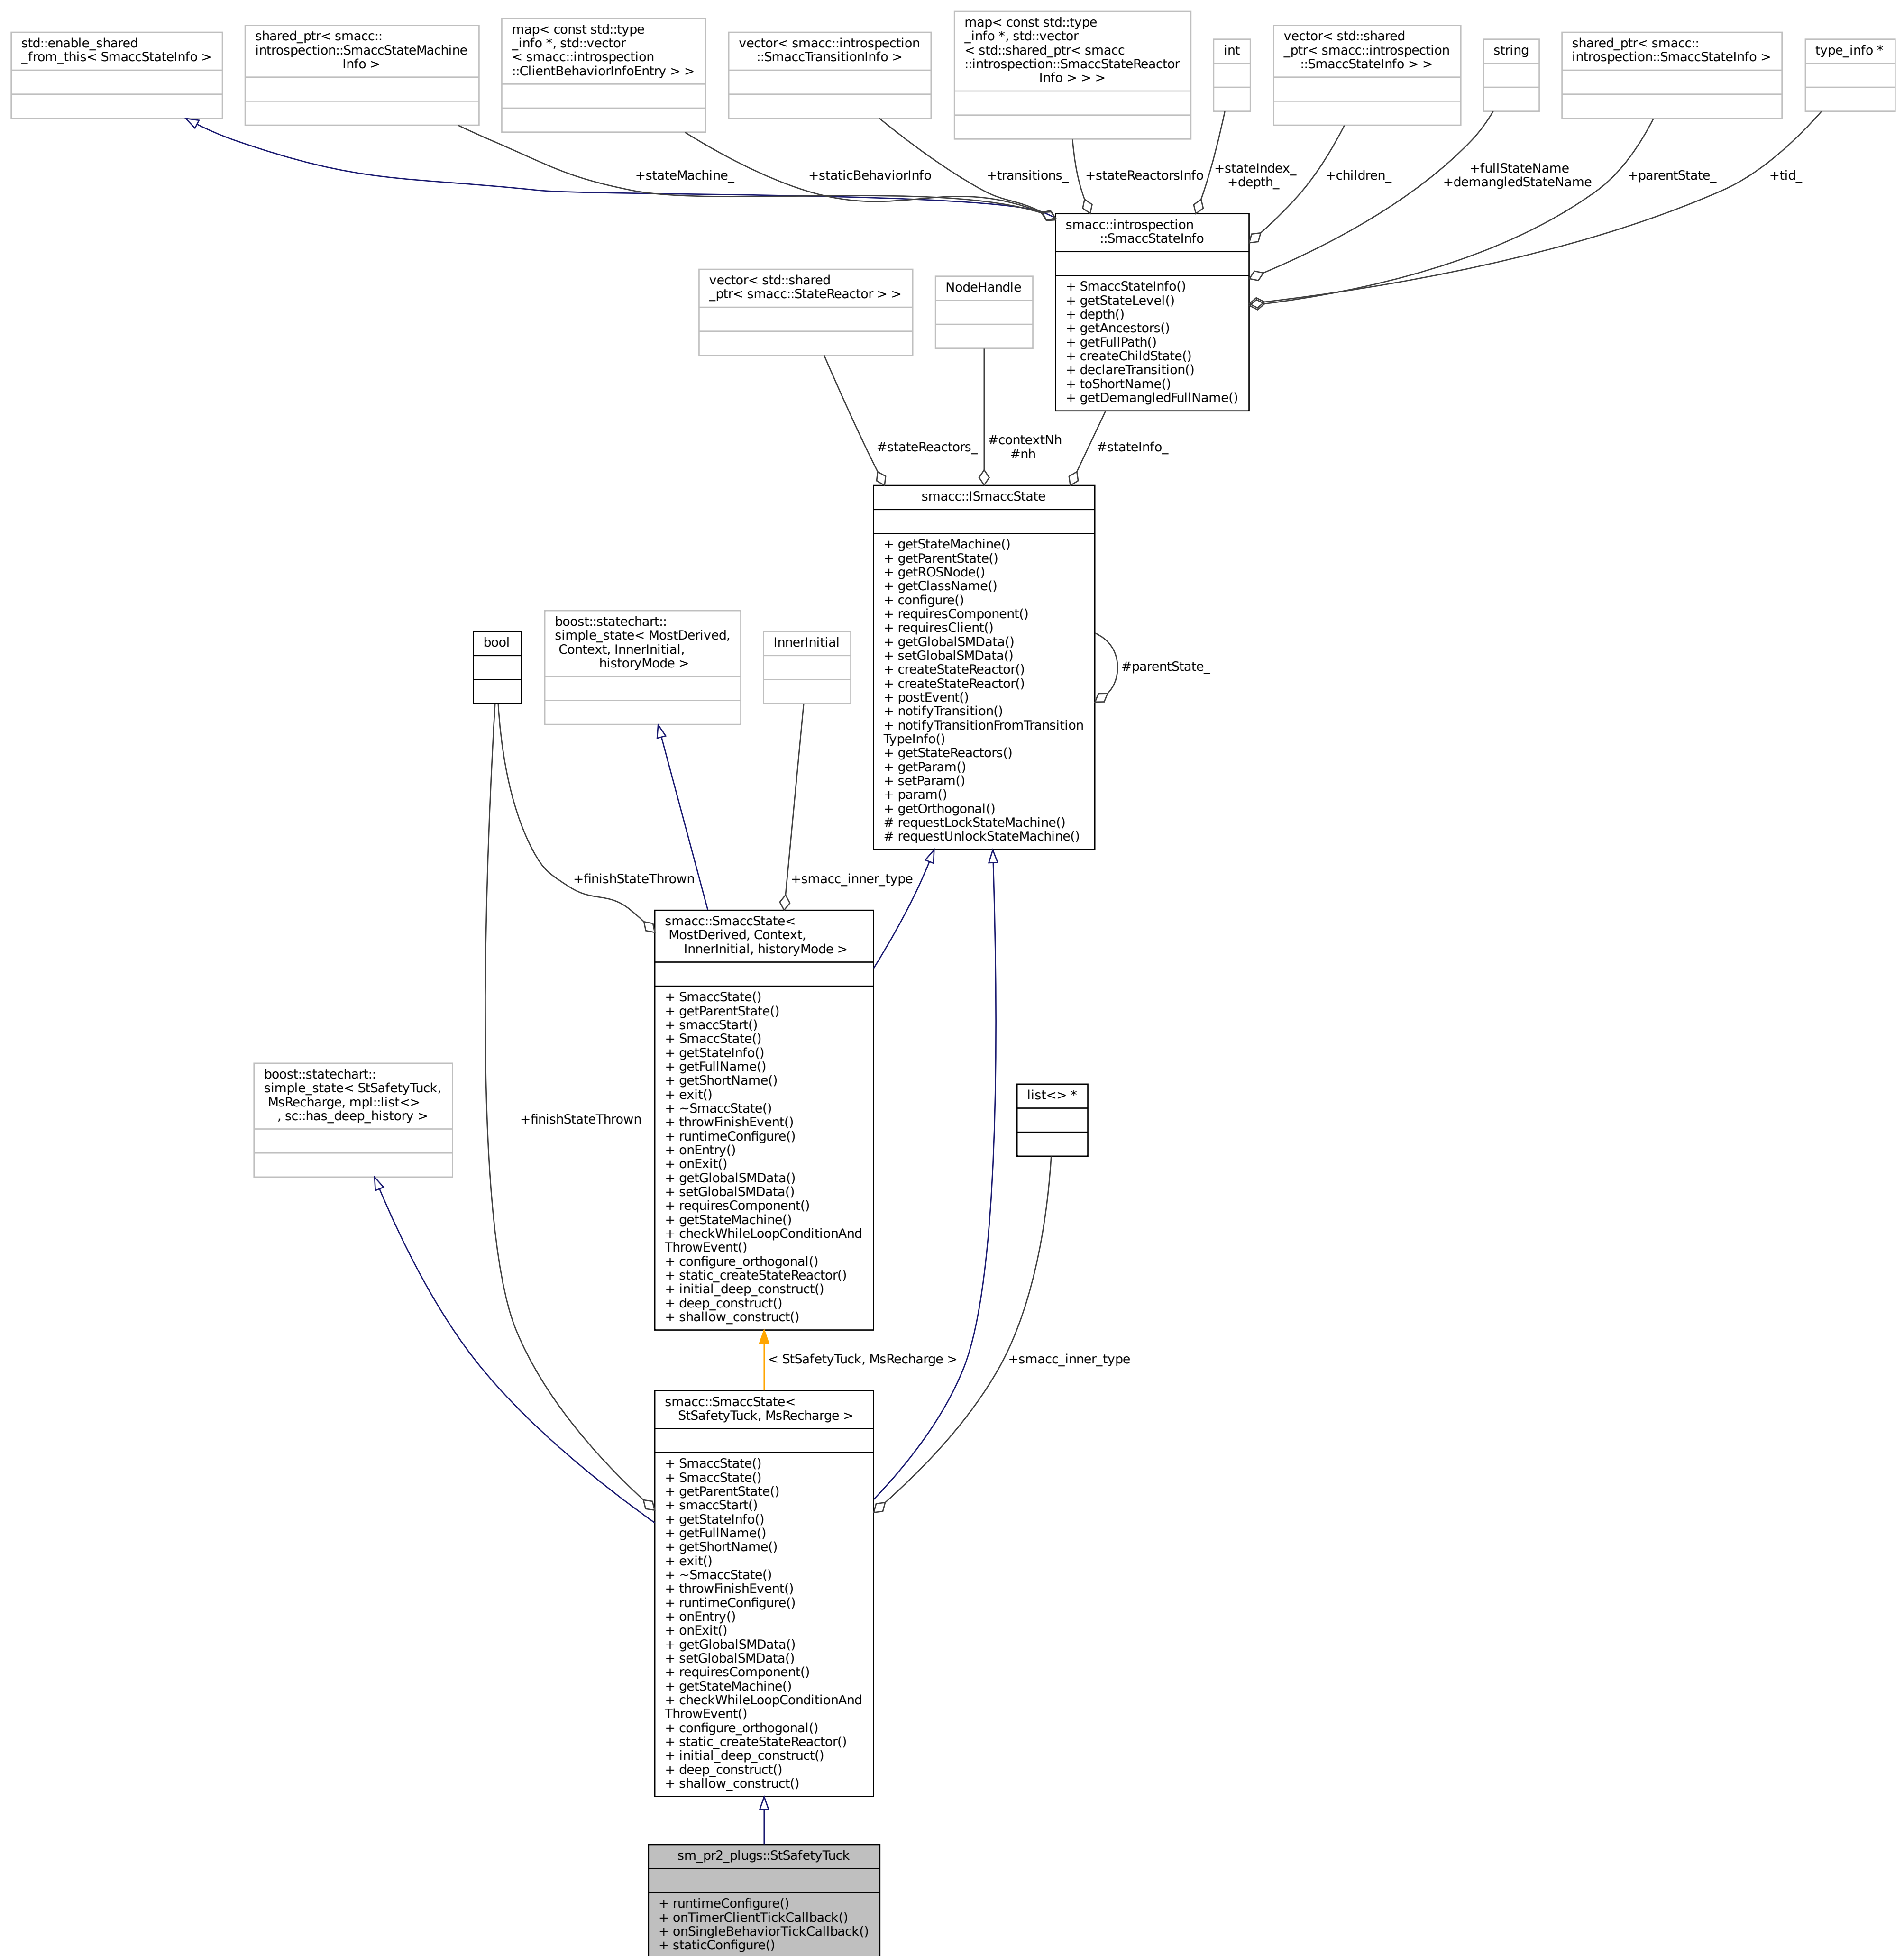 std::enable_shared
_from_this< SmaccStateInfo >
shared_ptr< smacc::
introspection::SmaccStateMachine
Info >
map< const std::type
_info *, std::vector
< smacc::introspection
::ClientBehaviorInfoEntry > >
vector< smacc::introspection
::SmaccTransitionInfo >
map< const std::type
_info *, std::vector
< std::shared_ptr< smacc
::introspection::SmaccStateReactor
Info > > >
int
vector< std::shared
_ptr< smacc::introspection
::SmaccStateInfo > >
string
shared_ptr< smacc::
introspection::SmaccStateInfo >
type_info *
+stateMachine_
+staticBehaviorInfo
+transitions_
+stateReactorsInfo
+stateIndex_
+depth_
+children_
+fullStateName
+demangledStateName
+parentState_
+tid_
smacc::introspection
::SmaccStateInfo
+ SmaccStateInfo()
+ getStateLevel()
+ depth()
+ getAncestors()
+ getFullPath()
+ createChildState()
+ declareTransition()
+ toShortName()
+ getDemangledFullName()
vector< std::shared
_ptr< smacc::StateReactor > >
NodeHandle
#stateReactors_
#contextNh
#nh
#stateInfo_
smacc::ISmaccState
+ getStateMachine()
+ getParentState()
+ getROSNode()
+ getClassName()
+ configure()
+ requiresComponent()
+ requiresClient()
+ getGlobalSMData()
+ setGlobalSMData()
+ createStateReactor()
+ createStateReactor()
+ postEvent()
+ notifyTransition()
+ notifyTransitionFromTransition
TypeInfo()
+ getStateReactors()
+ getParam()
+ setParam()
+ param()
+ getOrthogonal()
# requestLockStateMachine()
# requestUnlockStateMachine()
#parentState_
bool
boost::statechart::
simple_state< MostDerived,
Context, InnerInitial,
historyMode >
InnerInitial
+finishStateThrown
+smacc_inner_type
smacc::SmaccState<
MostDerived, Context,
InnerInitial, historyMode >
+ SmaccState()
+ getParentState()
+ smaccStart()
+ SmaccState()
+ getStateInfo()
+ getFullName()
+ getShortName()
+ exit()
+ ~SmaccState()
+ throwFinishEvent()
+ runtimeConfigure()
+ onEntry()
+ onExit()
+ getGlobalSMData()
+ setGlobalSMData()
+ requiresComponent()
+ getStateMachine()
+ checkWhileLoopConditionAnd
ThrowEvent()
+ configure_orthogonal()
+ static_createStateReactor()
+ initial_deep_construct()
+ deep_construct()
+ shallow_construct()
boost::statechart::
simple_state< StSafetyTuck,
MsRecharge, mpl::list<>
, sc::has_deep_history >
+finishStateThrown
list<> *
< StSafetyTuck, MsRecharge >
+smacc_inner_type
smacc::SmaccState<
StSafetyTuck, MsRecharge >
+ SmaccState()
+ SmaccState()
+ getParentState()
+ smaccStart()
+ getStateInfo()
+ getFullName()
+ getShortName()
+ exit()
+ ~SmaccState()
+ throwFinishEvent()
+ runtimeConfigure()
+ onEntry()
+ onExit()
+ getGlobalSMData()
+ setGlobalSMData()
+ requiresComponent()
+ getStateMachine()
+ checkWhileLoopConditionAnd
ThrowEvent()
+ configure_orthogonal()
+ static_createStateReactor()
+ initial_deep_construct()
+ deep_construct()
+ shallow_construct()
sm_pr2_plugs::StSafetyTuck
+ runtimeConfigure()
+ onTimerClientTickCallback()
+ onSingleBehaviorTickCallback()
+ staticConfigure()